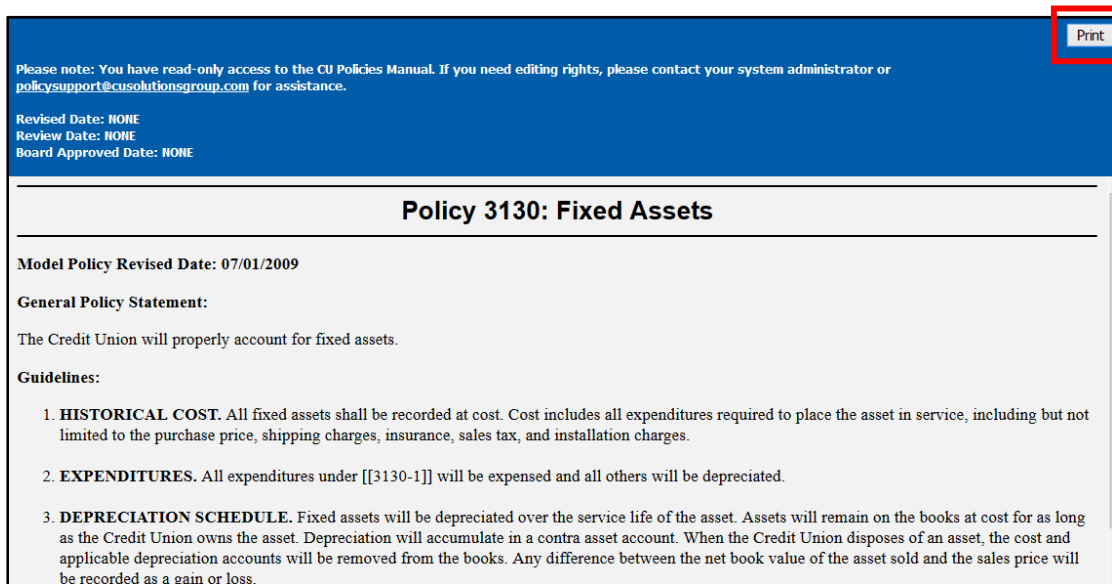 Print
Please note: You have read-only access to the CU Policies Manual. If you need editing rights, please contact your system administrator or
policysupport@cusolutionsgroup.com for assistance.
Revised Date: NONE
Review Date: NONE
Board Approved Date: NONE
Policy 3130: Fixed Assets
Model Policy Revised Date: 07/01/2009
General Policy Statement:
The Credit Union will properly account for fixed assets.
Guidelines:
1. HISTORICAL COST. All fixed assets shall be recorded at cost. Cost includes all expenditures required to place the asset in service, including but not
limited to the purchase price, shipping charges, insurance, sales tax, and installation charges.
2. EXPENDITURES. All expenditures under [[3130-1]] will be expensed and all others will be depreciated.
3. DEPRECIATION SCHEDULE. Fixed assets will be depreciated over the service life of the asset. Assets will remain on the books at cost for as long
as the Credit Union owns the asset. Depreciation will accumulate in a contra asset account. When the Credit Union disposes of an asset, the cost and
applicable depreciation accounts will be removed from the books. Any difference between the net book value of the asset sold and the sales price will
be recorded as a gain or loss.